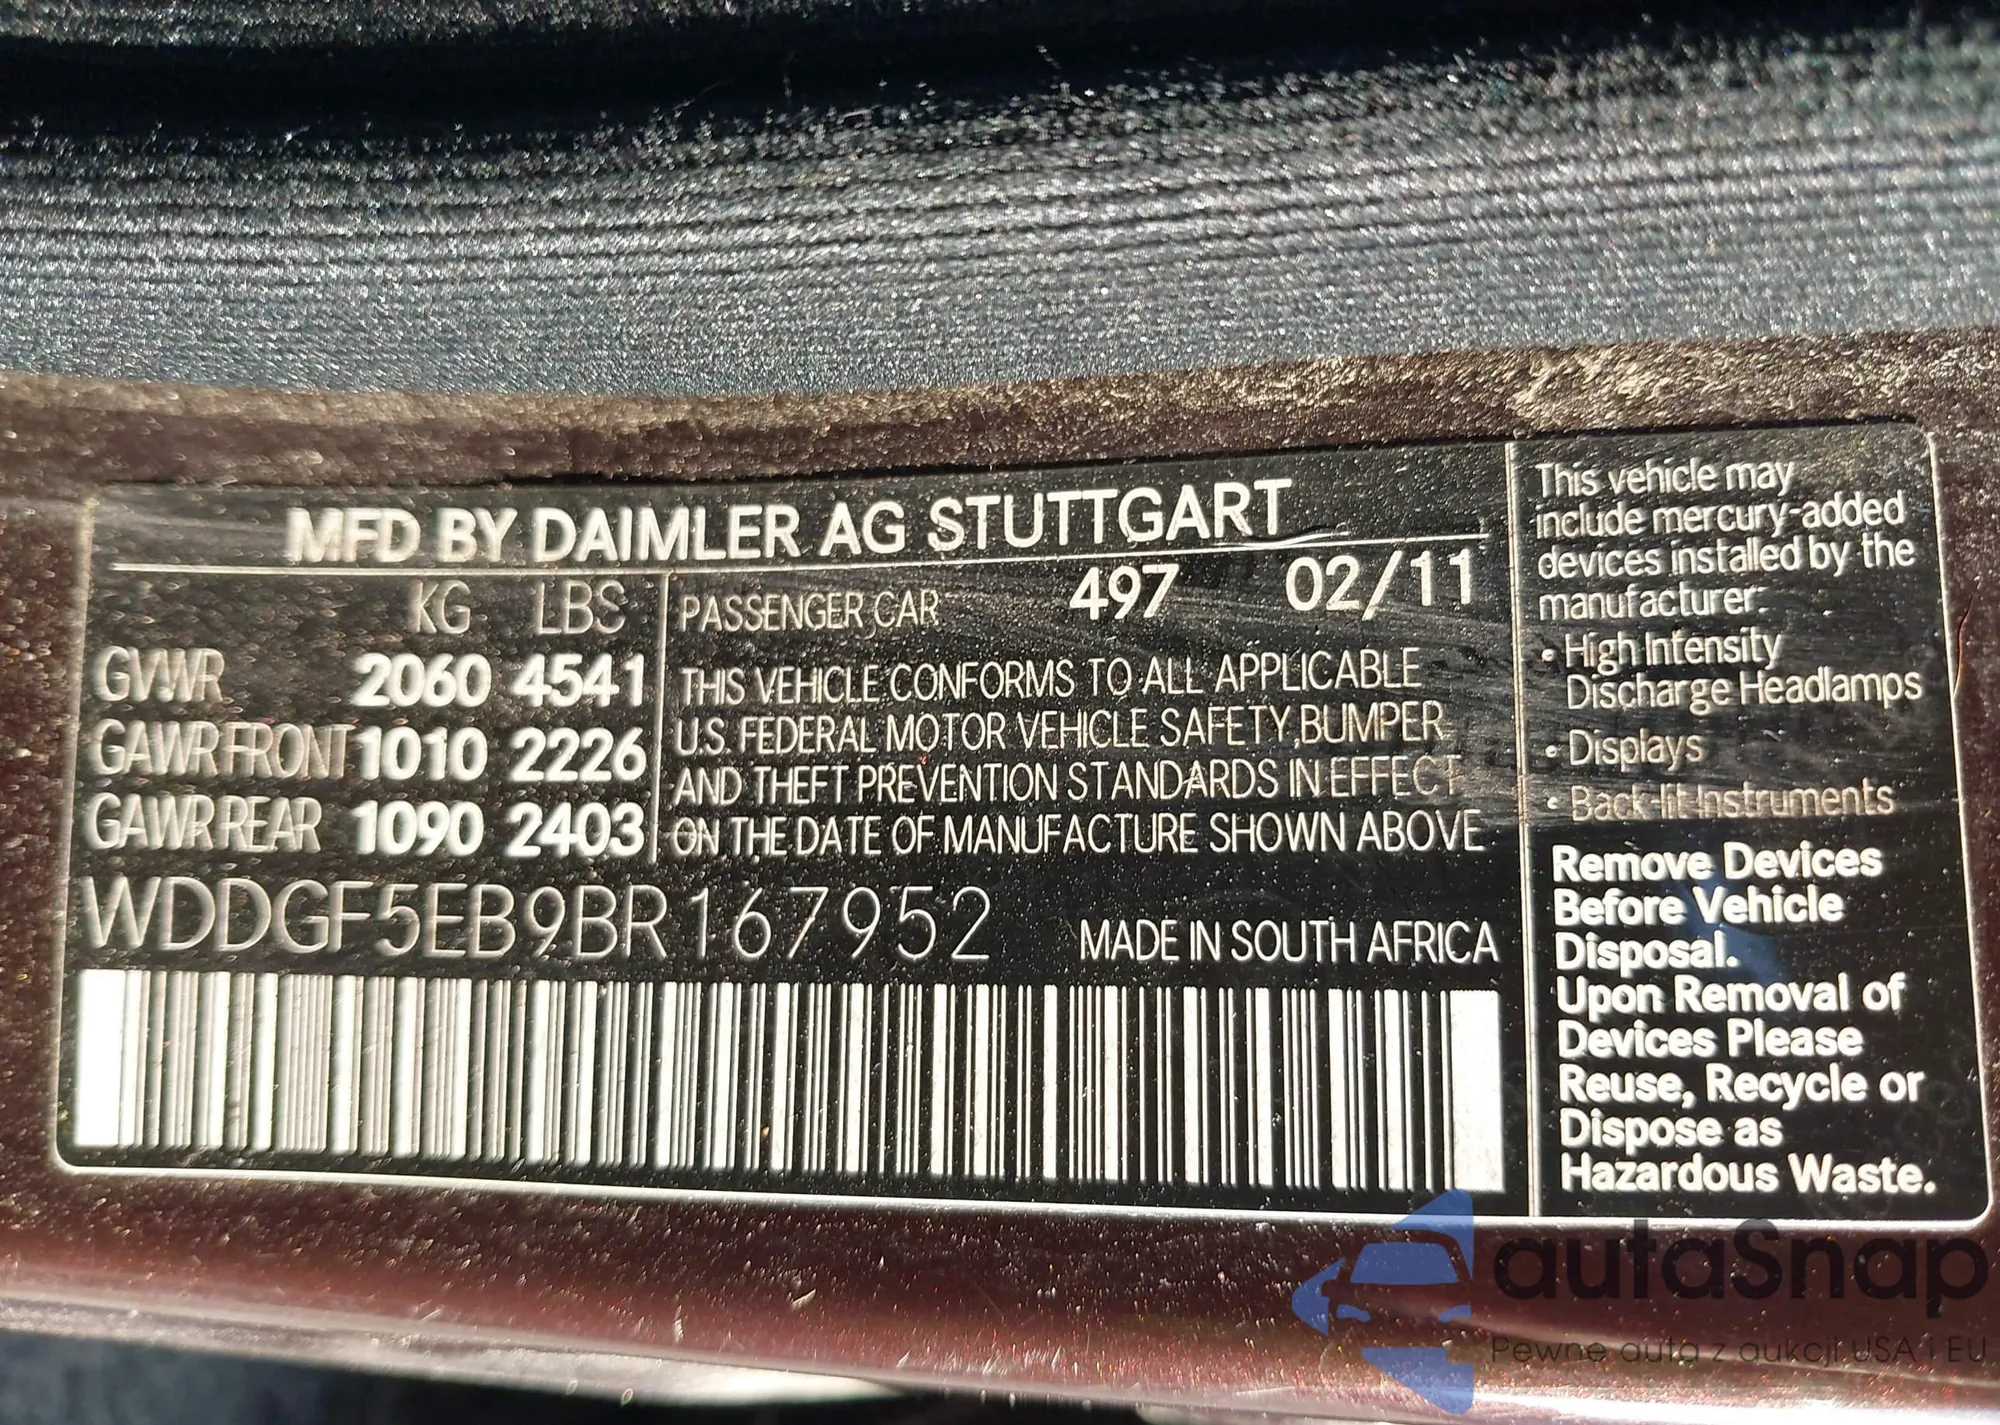 MFD BY DAIMLER AG STUTTGART
KG LBS
GVWR 2060 4541
GAWR FRONT 1010 2226
GAWR REAR 1090 2403
PASSENGER CAR 497 02/11
THIS VEHICLE CONFORMS TO ALL APPLICABLE
U.S. FEDERAL MOTOR VEHICLE SAFETY, BUMPER
AND THEFT PREVENTION STANDARDS IN EFFECT
ON THE DATE OF MANUFACTURE SHOWN ABOVE
WDDGF5EB9BR167952
MADE IN SOUTH AFRICA
This vehicle may
include mercury-added
devices installed by the
manufacturer:
• High Intensity
Discharge Headlamps
• Displays
• Back-lit Instruments
Remove Devices
Before Vehicle
Disposal.
Upon Removal of
Devices Please
Reuse, Recycle or
Dispose as
Hazardous Waste.
autaSnap
Pewne auta z aukcji USA i EU